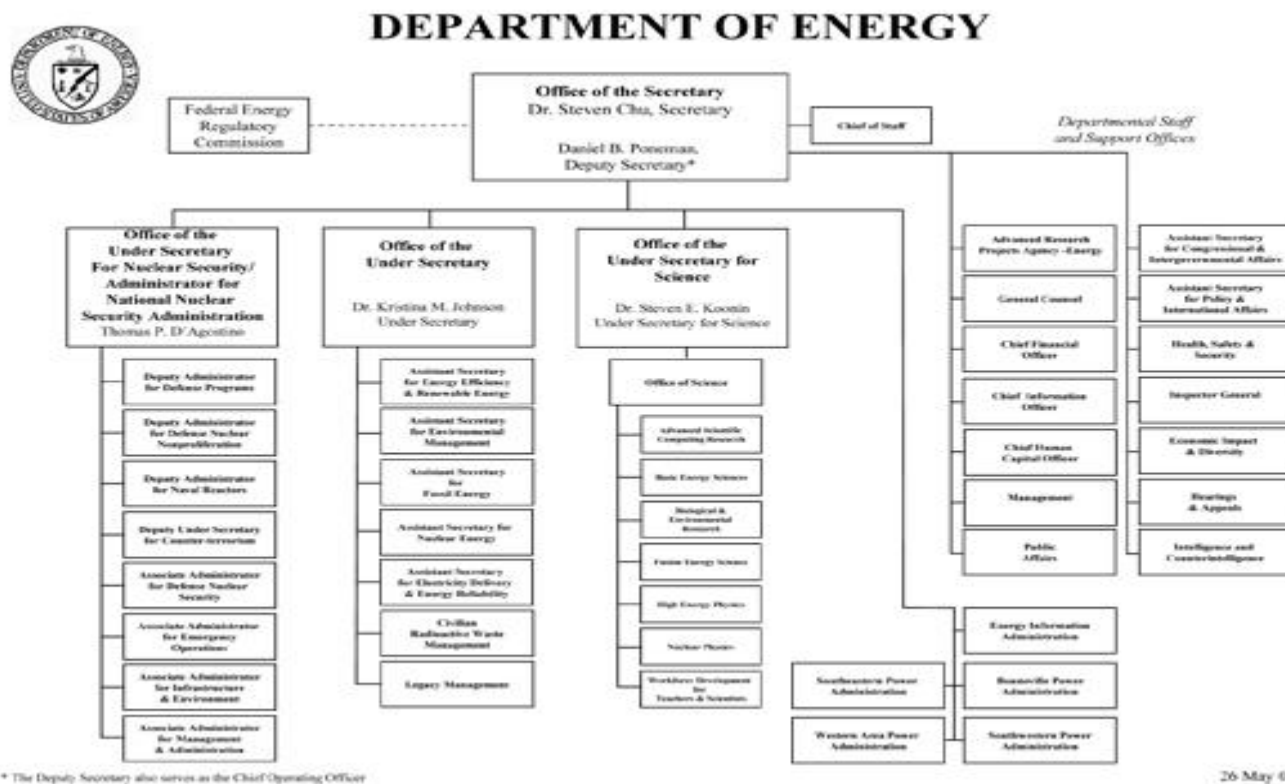 DEPARTMENT OF ENERGY
Federal Energy
Regulatory
Commission
Office of the Secretary
Dr. Steven Chu, Secretary
Daniel B. Poneman,
Deputy Secretary*
Chief of Staff
Departmental Staff
and Support Offices
Office of the
Under Secretary
For Nuclear Security/
Administrator for
National Nuclear
Security Administration
Thomas P. D'Agostino
Deputy Administrator
for Defense Programs
Deputy Administrator
for Defense Nuclear
Nonproliferation
Deputy Administrator
for Naval Reactors
Deputy Under Secretary
for Counter-terrorism
Associate Administrator
for Defense Nuclear
Security
Associate Administrator
for Emergency
Operations
Associate Administrator
for Infrastructure
& Environment
Associate Administrator
for Management
& Administration
Office of the
Under Secretary
Dr. Kristina M. Johnson
Under Secretary
Assistant Secretary
for Energy Efficiency
& Renewable Energy
Assistant Secretary
for Environmental
Management
Assistant Secretary
for
Fossil Energy
Assistant Secretary for
Nuclear Energy
Assistant Secretary
for Electricity Delivery
& Energy Reliability
Civilian
Radioactive Waste
Management
Legacy Management
Office of the
Under Secretary for
Science
Dr. Steven E. Koonin
Under Secretary for Science
Office of Science
Advanced Scientific
Computing Research
Basic Energy Sciences
Biological &
Environmental
Research
Fusion Energy Science
High Energy Physics
Nuclear Physics
Workforce Development
for
Teachers & Scientists
Advanced Research
Projects Agency -Energy
General Counsel
Chief Financial
Officer
Chief Information
Officer
Chief Human
Capital Officer
Management
Public
Affairs
Assistant Secretary
for Congressional &
Intergovernmental Affairs
Assistant Secretary
for Policy &
International Affairs
Health, Safety &
Security
Inspector General
Economic Impact
& Diversity
Hearings
& Appeals
Intelligence and
Counterintelligence
Energy Information
Administration
Southeastern Power
Administration
Bonneville Power
Administration
Western Area Power
Administration
Southwestern Power
Administration
* The Deputy Secretary also serves as the Chief Operating Officer
26 May